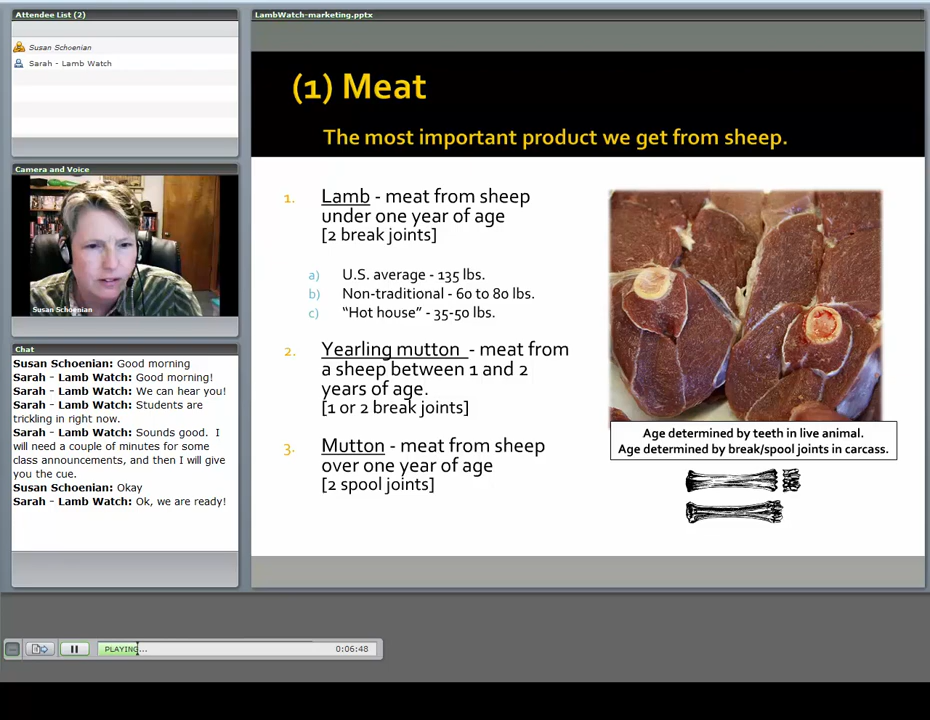 Attendee List (2)
Susan Schoenian
Sarah - Lamb Watch
Camera and Voice
Susan Schoenian
Chat
Susan Schoenian: Good morning
Sarah - Lamb Watch: Good morning!
Sarah - Lamb Watch: We can hear you!
Sarah - Lamb Watch: Students are
trickling in right now.
Sarah - Lamb Watch: Sounds good.  I
will need a couple of minutes for some
class announcements, and then I will give
you the cue.
Susan Schoenian: Okay
Sarah - Lamb Watch: Ok, we are ready!
LambWatch-marketing.pptx
(1) Meat
The most important product we get from sheep.
1. Lamb - meat from sheep
under one year of age
[2 break joints]
a) U.S. average - 135 lbs.
b) Non-traditional - 60 to 80 lbs.
c) “Hot house” - 35-50 lbs.
2. Yearling mutton - meat from
a sheep between 1 and 2
years of age.
[1 or 2 break joints]
3. Mutton - meat from sheep
over one year of age
[2 spool joints]
Age determined by teeth in live animal.
Age determined by break/spool joints in carcass.
PLAYING...
0:06:48